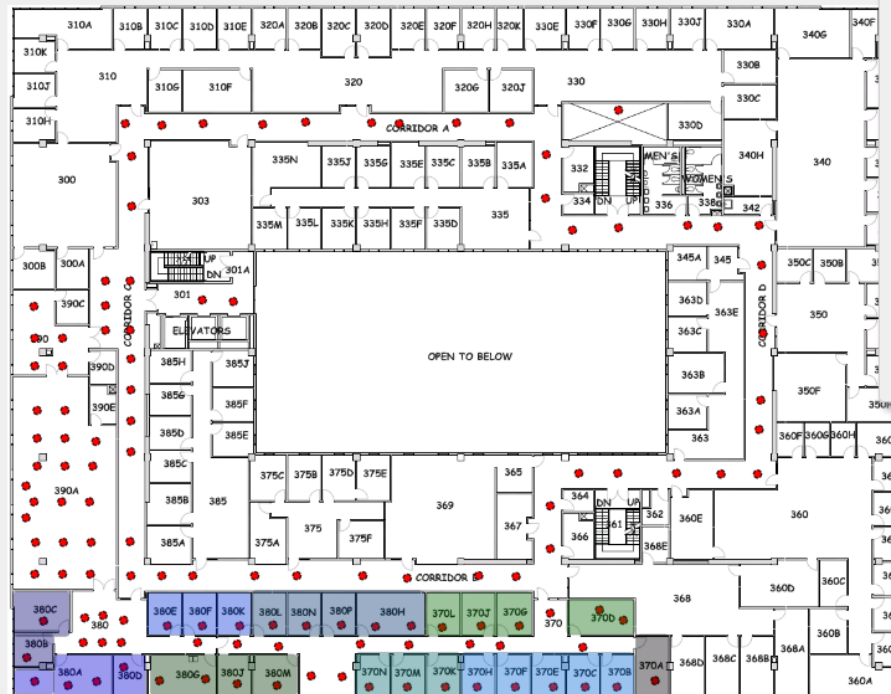 310A 310B 310C 310D 310E 320A 320B 320C 320D 320E 320F 320H 320K 330E 330F 330G 330H 330J 330A 340G 340F
310K
310J 310 310G 310F 320 320G 320J 330 330B
330C
310H
CORRIDOR A
330D
300 303 335N 335J 335G 335E 335C 335B 335A 332 MEN'S WOMEN'S 340H 340
334 DN UP 336 338 342
335M 335L 335K 335H 335F 335D 335
300B 300A UP
DN 301A
345A 345 350C 350B
301
390C
CORRIDOR C
363D 363E
CORRIDOR D
350
ELEVATORS
363C
OPEN TO BELOW
390D 385H 385J
363B
390E 385G 385F
350F
363A
385D 385E
363
360F 360G 360H
385C
375C 375B 375D 375E
369 365
390A 385B 385
364 DN UP 362 360E 360
367 361
385A 375A 375 375F
366 368E
CORRIDOR
368 360D 360C
380C 380 380E 380F 380K 380L 380N 380P 380H 370L 370J 370G 370 370D
360B
380B
368A
380A 380D 380G 380J 380M 370N 370M 370K 370H 370F 370E 370C 370B 370A 368D 368C 368B 360A